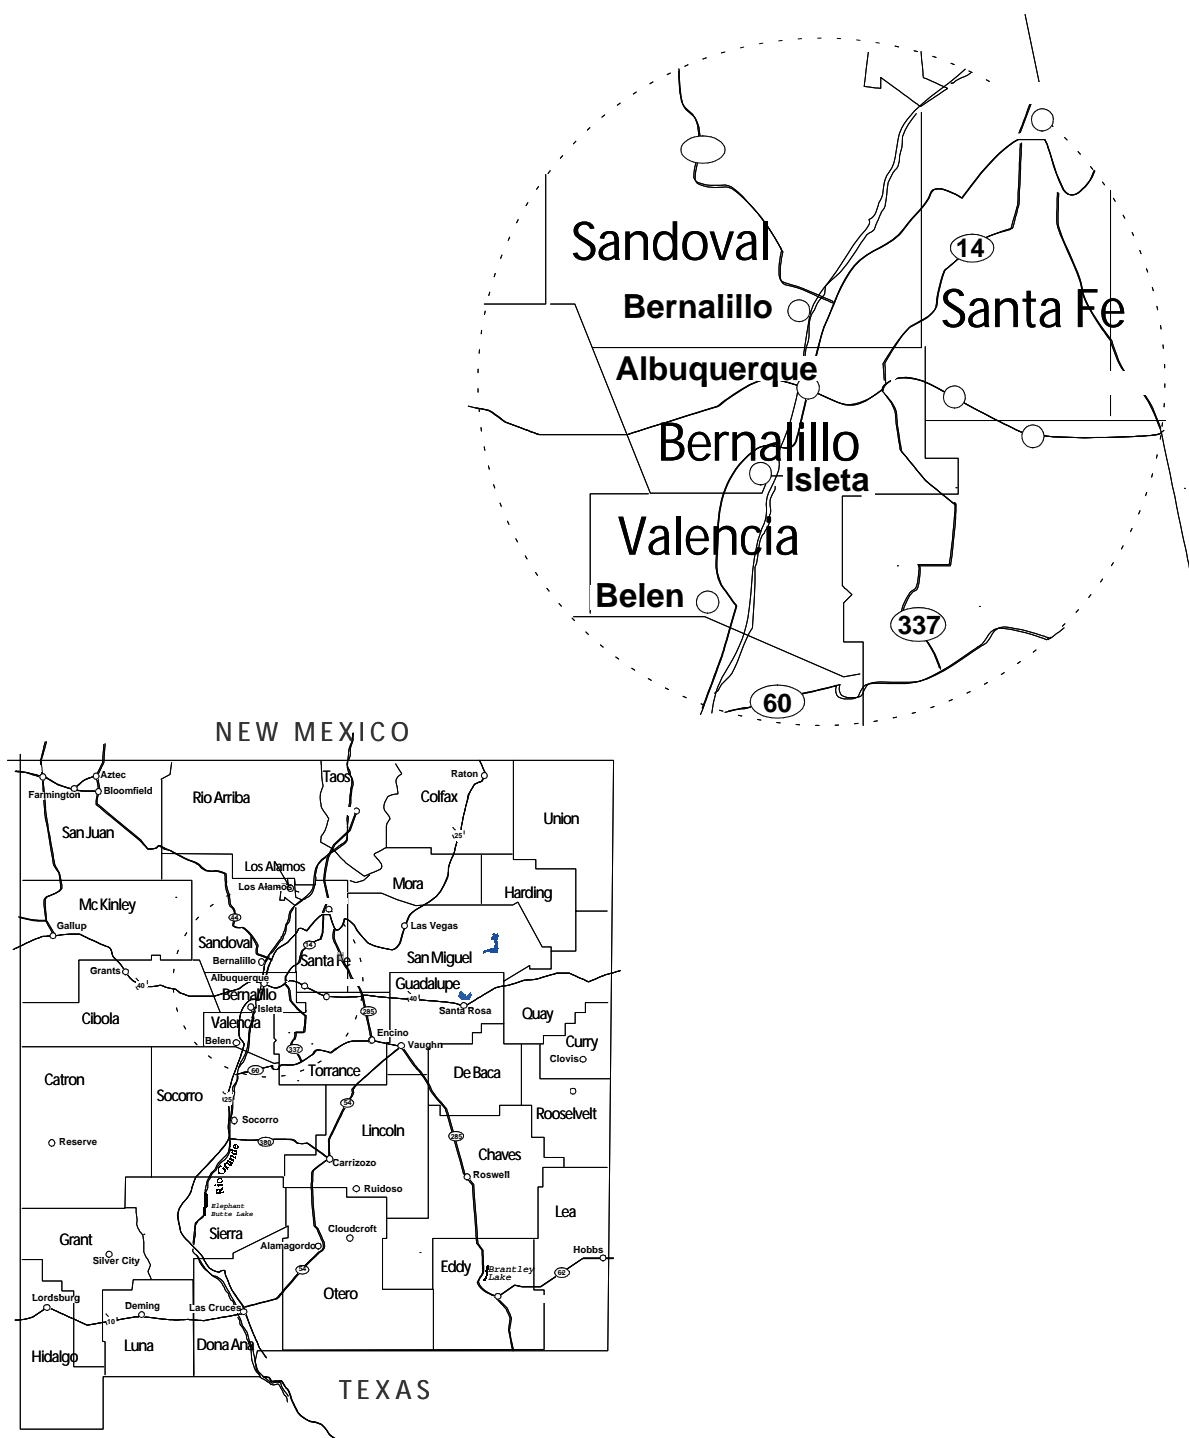 Sandoval
14
Santa Fe
Bernalillo
Albuquerque
Bernalillo
Isleta
Valencia
Belen
337
60
NEW MEXICO
Aztec
Taos
Raton
Farmington
Bloomfield
Rio Arriba
Colfax
Union
San Juan
25
Los Alamos
Los Alamos
Mora
Harding
Mc Kinley
44
Gallup
Las Vegas
Sandoval
14
Bernalillo
Santa Fe
San Miguel
Grants
Albuquerque
40
Guadalupe
Bernalillo
40
Isleta
285
Santa Rosa
Quay
Cibola
Valencia
Belen
Encino
Curry
337
Vaughn
Clovis
60
Torrance
De Baca
Catron
Socorro
25
54
Rooselvelt
Socorro
Lincoln
Reserve
380
285
Chaves
Rio Grande
Carrizozo
Roswell
Ruidoso
Elephant
Butte Lake
Lea
Grant
Sierra
Cloudcroft
Silver City
Alamagordo
Hobbs
Eddy
Brantley
Lake
54
62
Lordsburg
Otero
Deming
Las Cruces
10
Luna
Dona Ana
Hidalgo
TEXAS